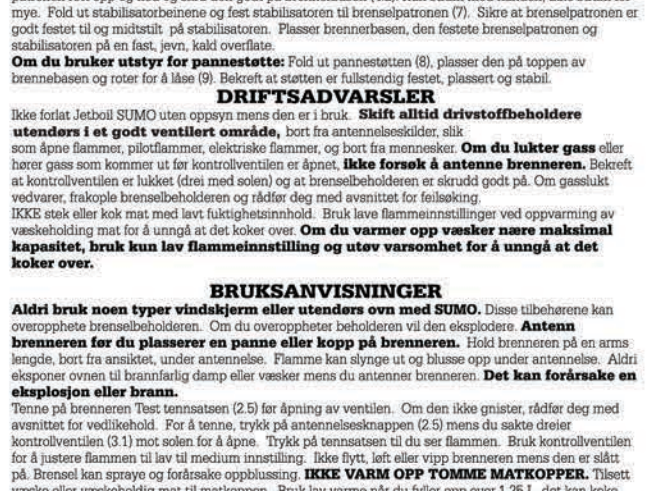 mye. Fold ut stabilisatorbeinene og fest stabilisatoren til brenselpatronen (7). Sikre at brenselpatronen er
godt festet til og midtstilt på stabilisatoren. Plasser brennerbasen, den festete brenselpatronen og
stabilisatoren på en fast, jevn, kald overflate.
Om du bruker utstyr for pannestøtte: Fold ut pannestøtten (8), plasser den på toppen av
brennebasen og roter for å låse (9). Bekreft at støtten er fullstendig festet, plassert og stabil.
DRIFTSADVARSLER
Ikke forlat Jetboil SUMO uten oppsyn mens den er i bruk. Skift alltid drivstoffbeholdere
utendørs i et godt ventilert område, bort fra antennelseskilder, slik
som åpne flammer, pilotflammer, elektriske flammer, og bort fra mennesker. Om du lukter gass eller
hører gass som kommer ut før kontrollventilen er åpnet, ikke forsøk å antenne brenneren. Bekreft
at kontrollventilen er lukket (drei med solen) og at brenselbeholderen er skrudd godt på. Om gasslukt
vedvarer, frakople brenselbeholderen og rådfør deg med avsnittet for feilsøking.
IKKE stek eller kok mat med lavt fuktighetsinnhold. Bruk lave flammeinnstillinger ved oppvarming av
væskeholding mat for å unngå at det koker over. Om du varmer opp væsker nære maksimal
kapasitet, bruk kun lav flammeinnstilling og utøv varsomhet for å unngå at det
koker over.
BRUKSANVISNINGER
Aldri bruk noen typer vindskjerm eller utendørs ovn med SUMO. Disse tilbehørene kan
overopphete brenselbeholderen. Om du overoppheter beholderen vil den eksplodere. Antenn
brenneren før du plasserer en panne eller kopp på brenneren. Hold brenneren på en arms
lengde, bort fra ansiktet, under antennelse. Flamme kan slynge ut og blusse opp under antennelse. Aldri
eksponer ovnen til brannfarlig damp eller væsker mens du antenner brenneren. Det kan forårsake en
eksplosjon eller brann.
Tenne på brenneren Test tennsatsen (2.5) før åpning av ventilen. Om den ikke gnister, rådfør deg med
avsnittet for vedlikehold. For å tenne, trykk på antennelsesknappen (2.5) mens du sakte dreier
kontrollventilen (3.1) mot solen for å åpne. Trykk på tennsatsen til du ser flammen. Bruk kontrollventilen
for å justere flammen til lav til medium innstilling. Ikke flytt, løft eller vipp brenneren mens den er slått
på. Brensel kan spraye og forårsake oppblussing. IKKE VARM OPP TOMME MATKOPPER. Tilsett